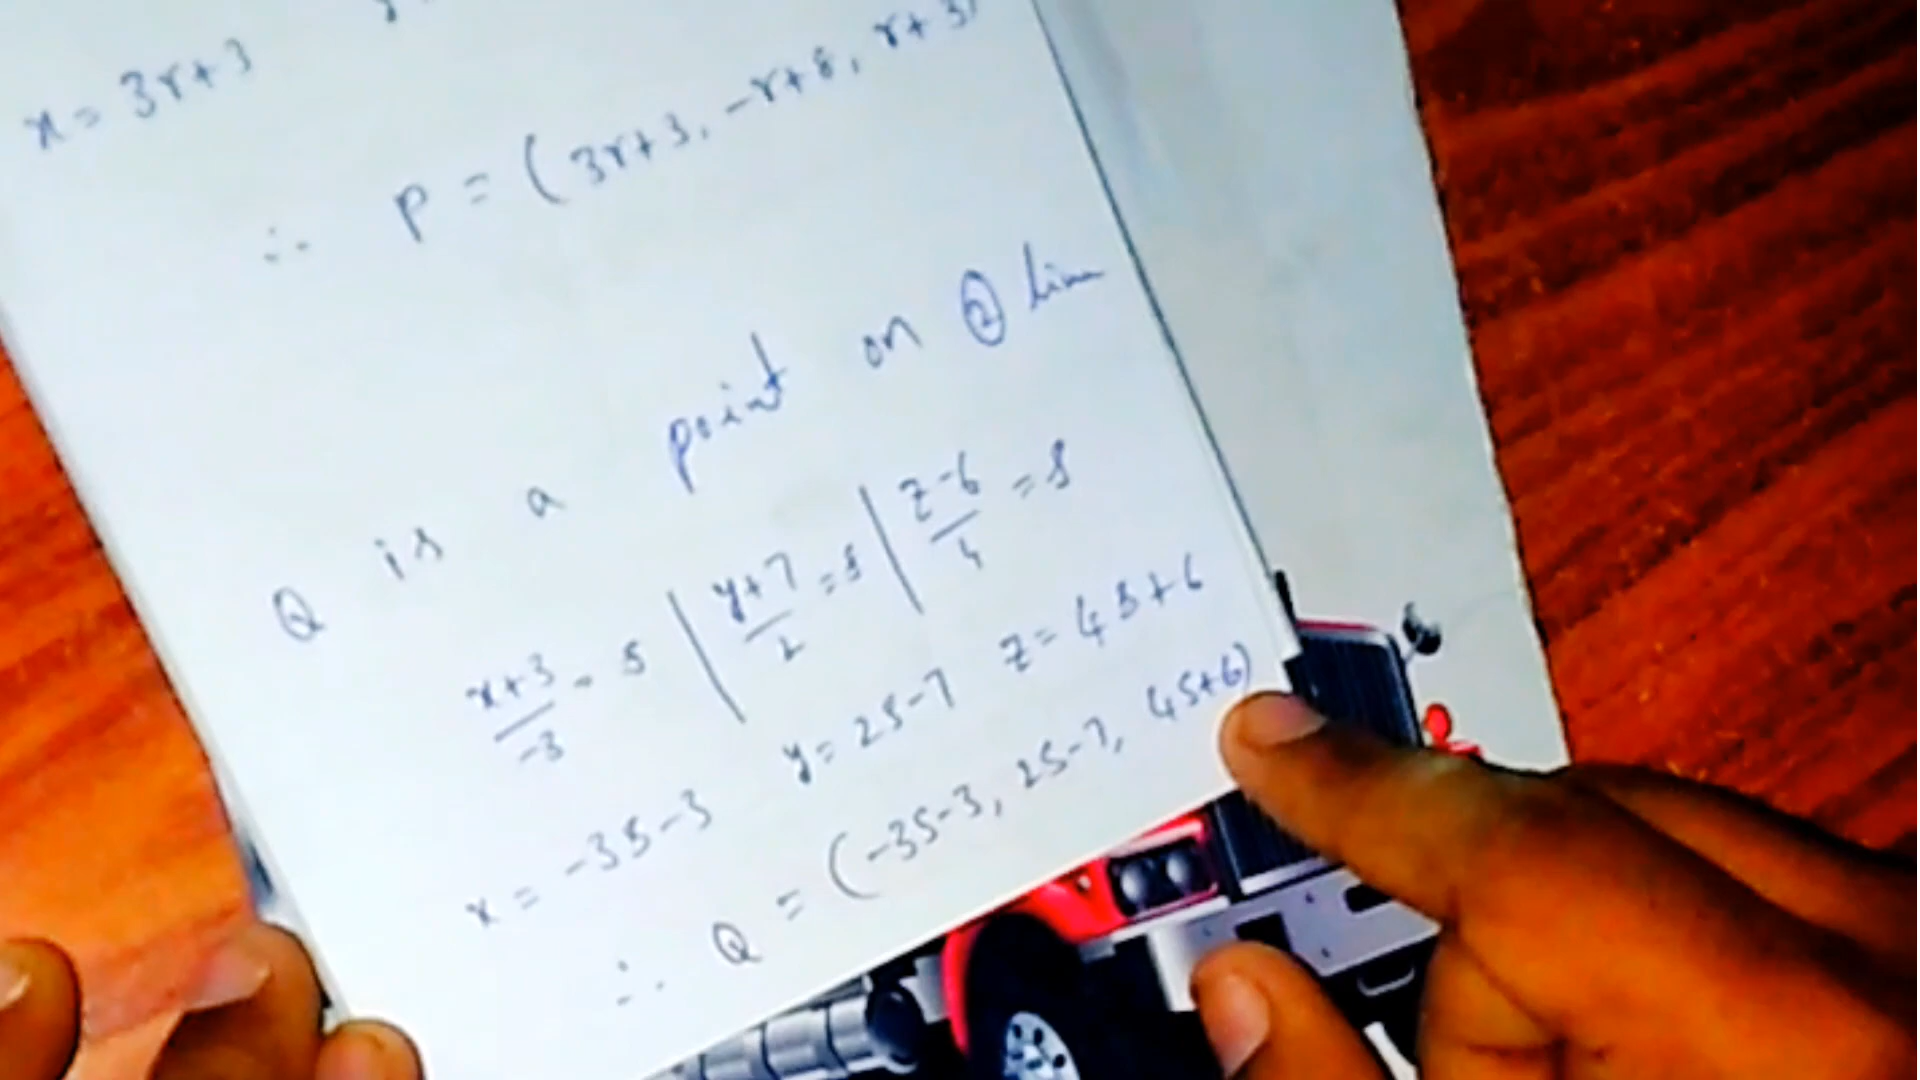 x = 3r+3
∴ P = (3r+3, -r+8, r+3)
Q is a point on ② line
x+3/-3 = s | y+7/2 = s | z-6/4 = s
x = -3s-3 y = 2s-7 z = 4s+6
∴ Q = (-3s-3, 2s-7, 4s+6)